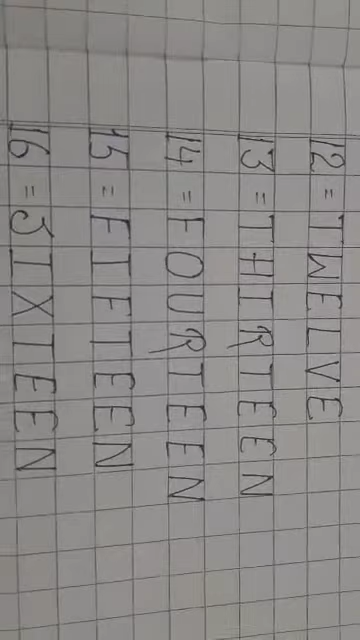 12 = TWELVE
13 = THIRTEEN
14 = FOURTEEN
15 = FIFTEEN
16 = SIXTEEN